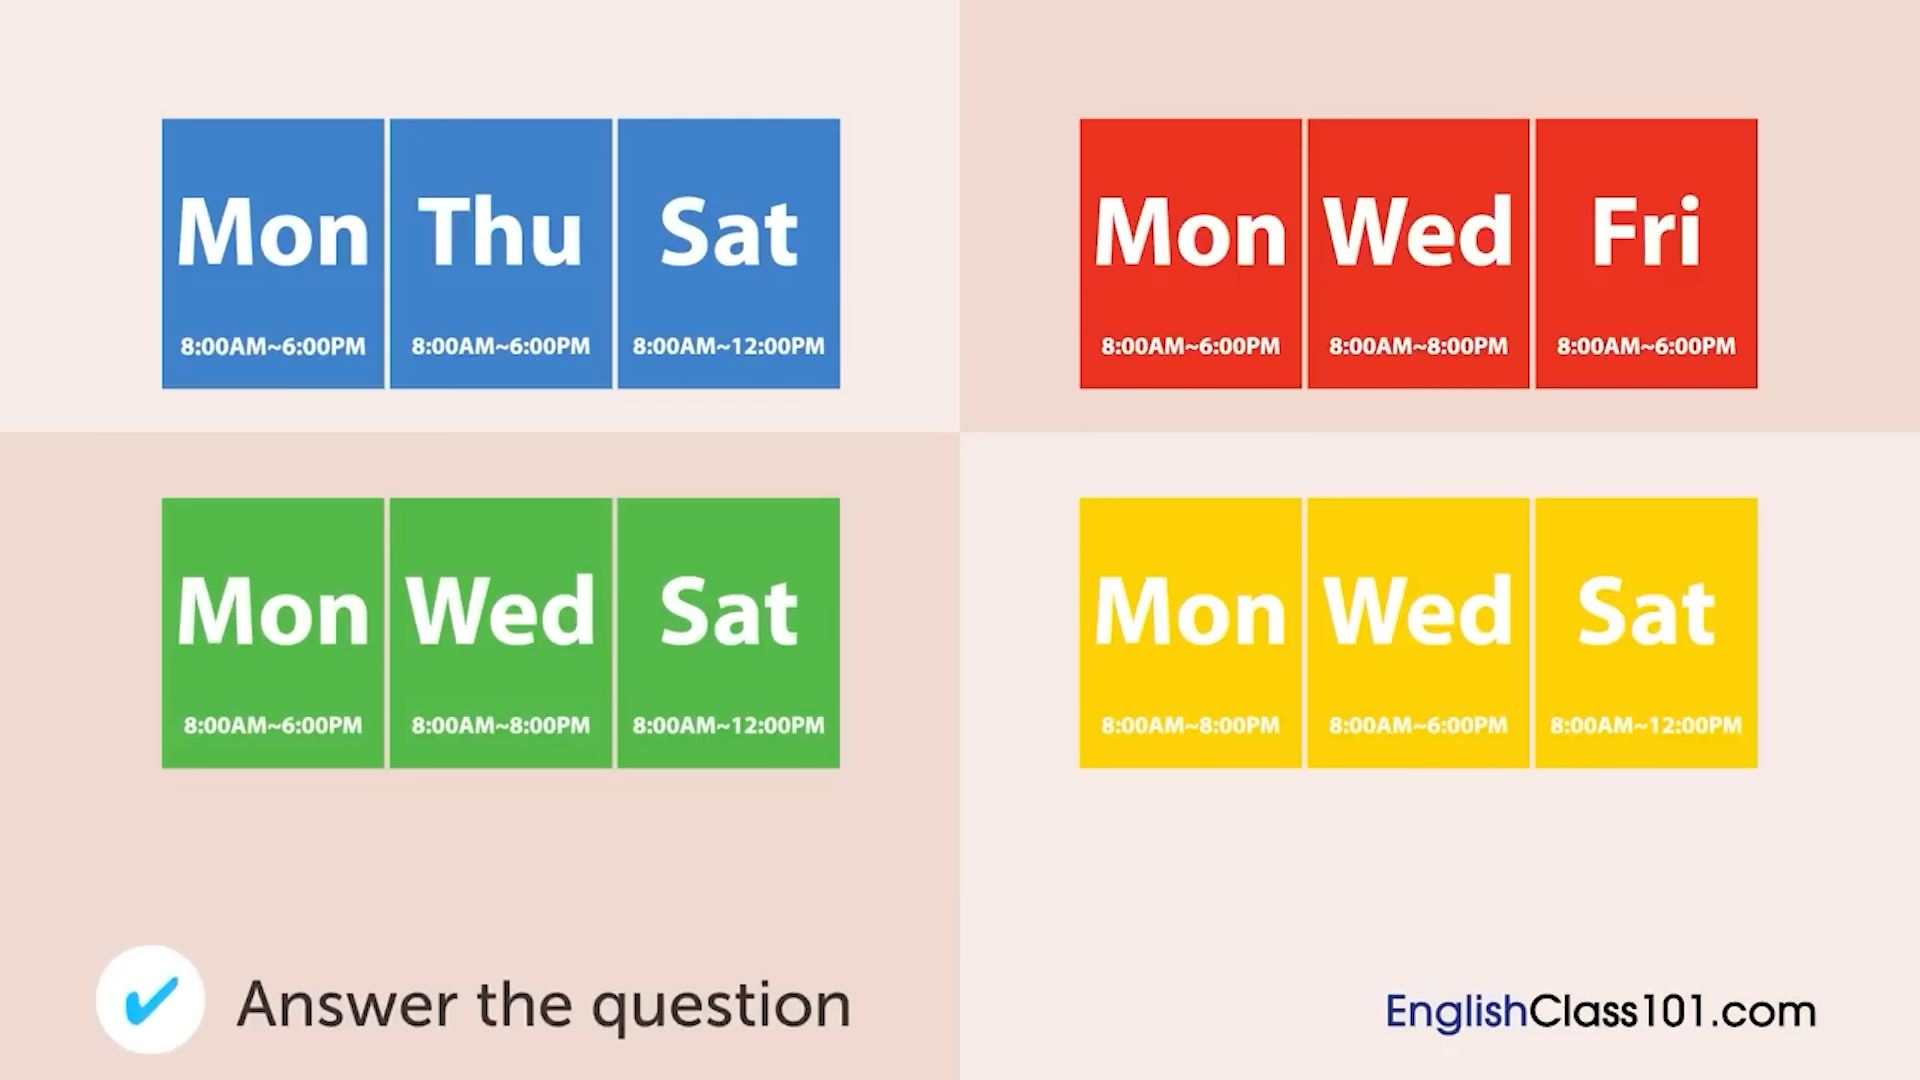 Mon Thu Sat
8:00AM~6:00PM 8:00AM~6:00PM 8:00AM~12:00PM
Mon Wed Fri
8:00AM~6:00PM 8:00AM~8:00PM 8:00AM~6:00PM
Mon Wed Sat
8:00AM~6:00PM 8:00AM~8:00PM 8:00AM~12:00PM
Mon Wed Sat
8:00AM~8:00PM 8:00AM~6:00PM 8:00AM~12:00PM
Answer the question
EnglishClass101.com